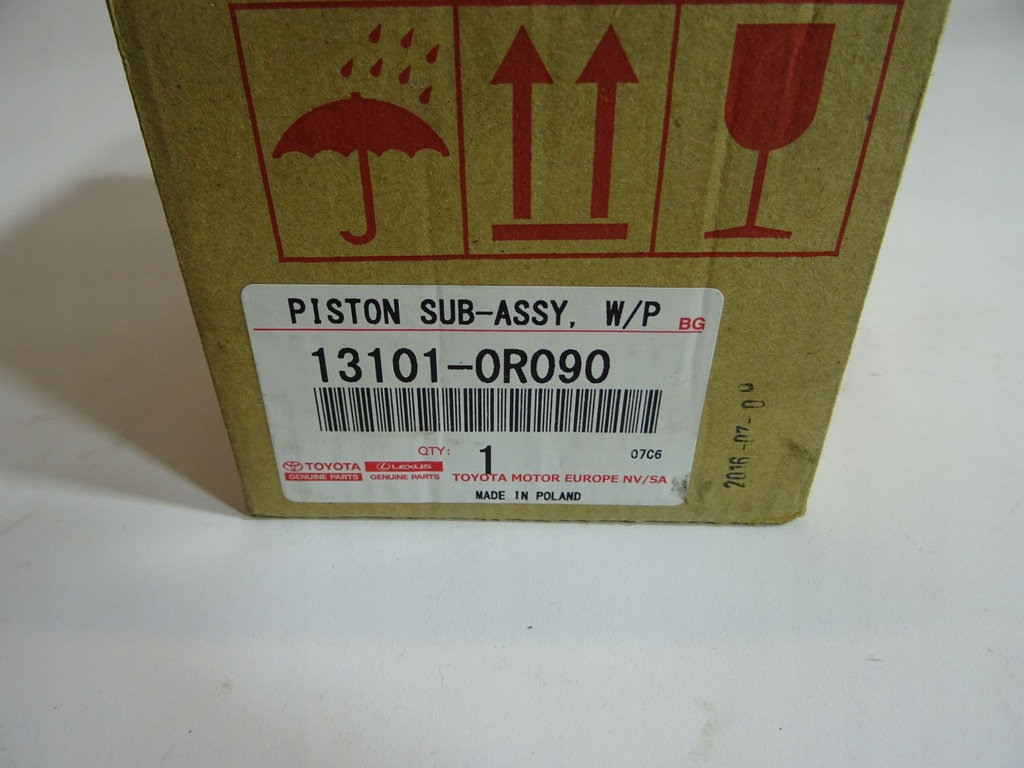 PISTON SUB-ASSY, W/P
BG
13101-0R090
QTY: 1
07C6
TOYOTA
GENUINE PARTS
LEXUS
GENUINE PARTS
TOYOTA MOTOR EUROPE NV/SA
MADE IN POLAND
2016-07-0